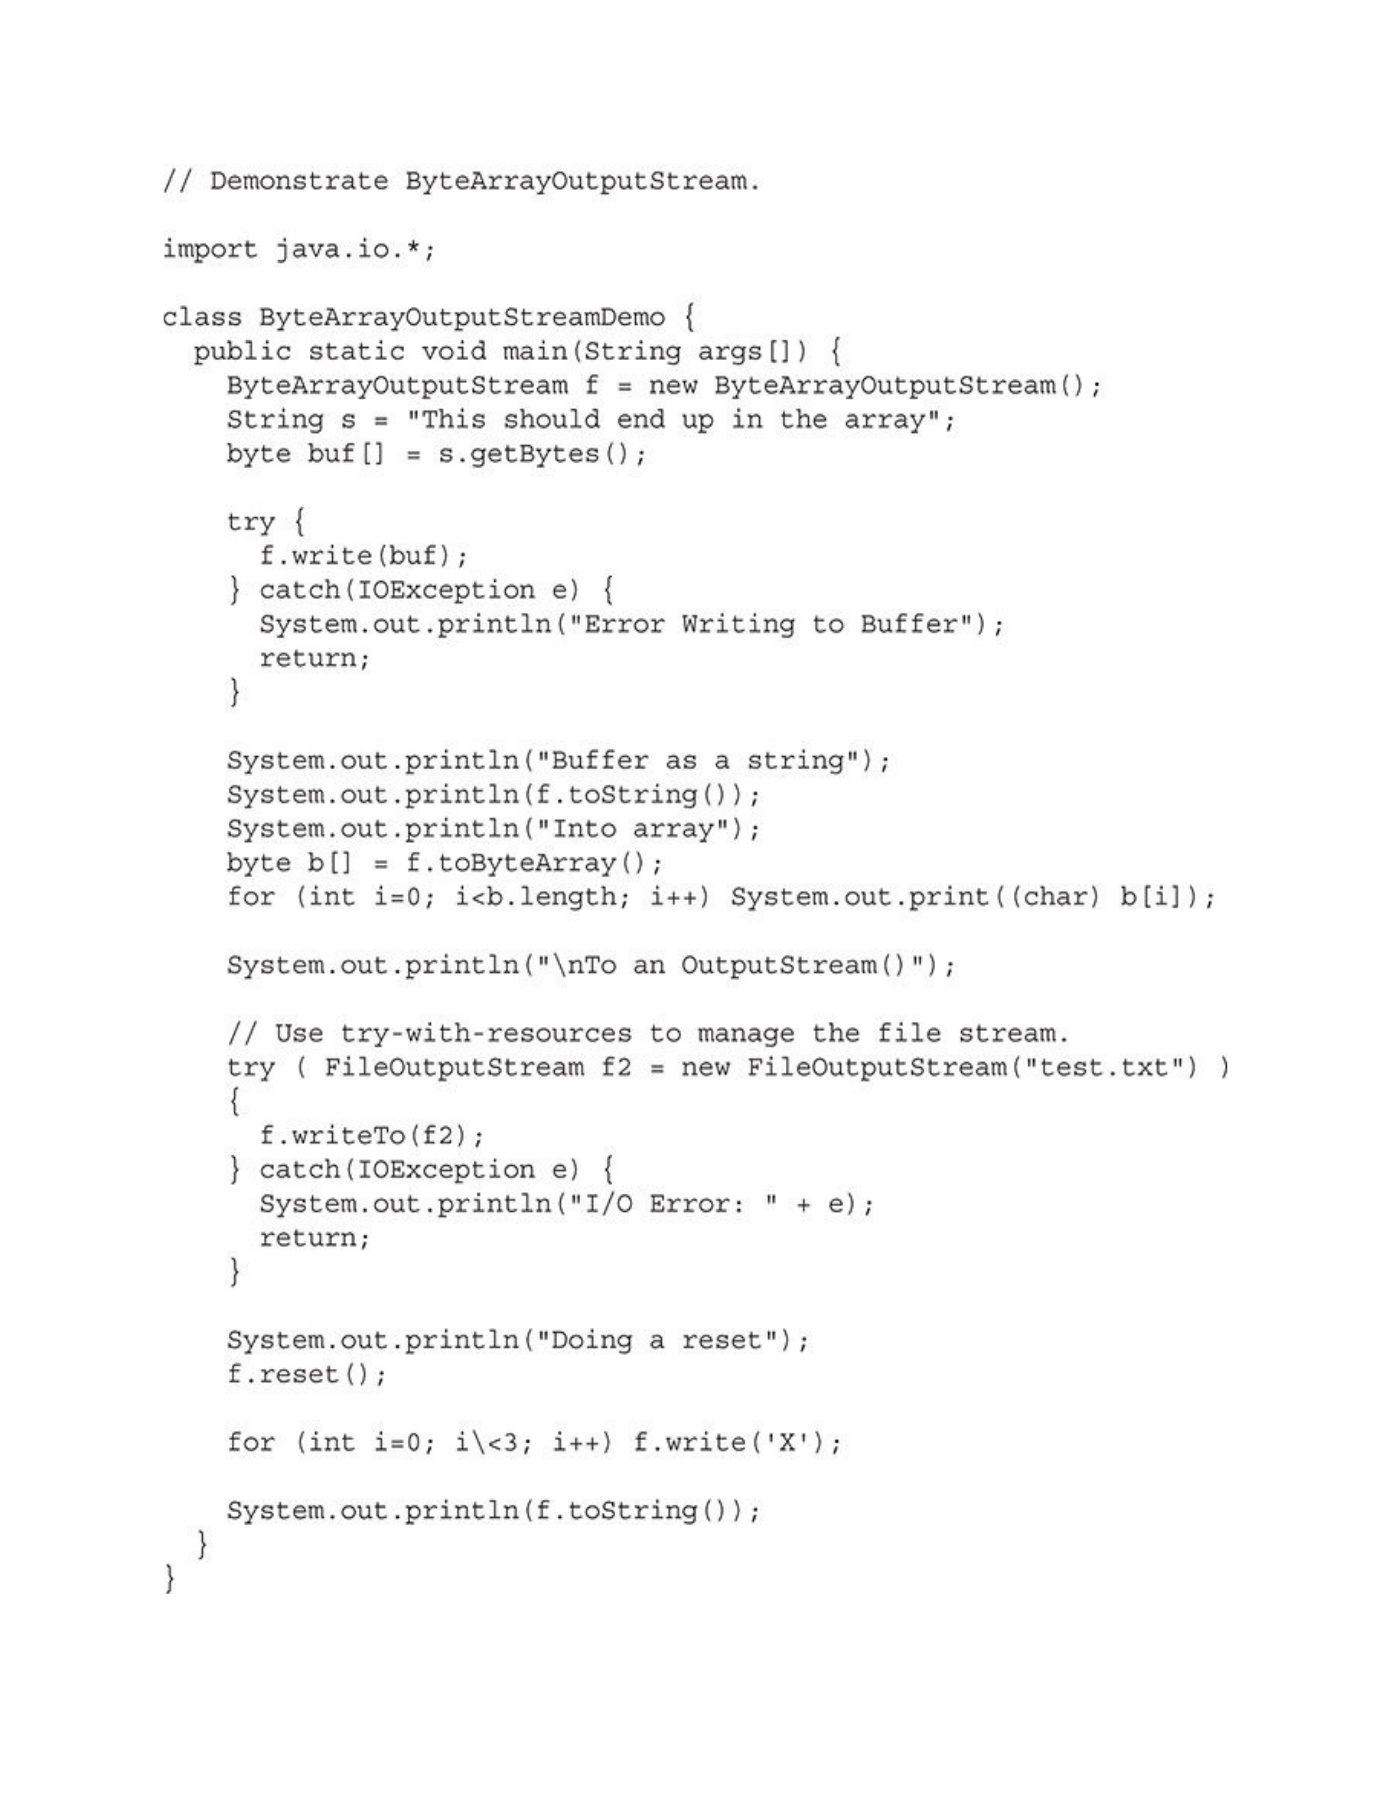 // Demonstrate ByteArrayOutputStream.
import java.io.*;
class ByteArrayOutputStreamDemo {
  public static void main(String args[]) {
    ByteArrayOutputStream f = new ByteArrayOutputStream();
    String s = "This should end up in the array";
    byte buf[] = s.getBytes();
    try {
      f.write(buf);
    } catch(IOException e) {
      System.out.println("Error Writing to Buffer");
      return;
    }
    System.out.println("Buffer as a string");
    System.out.println(f.toString());
    System.out.println("Into array");
    byte b[] = f.toByteArray();
    for (int i=0; i<b.length; i++) System.out.print((char) b[i]);
    System.out.println("\nTo an OutputStream()");
    // Use try-with-resources to manage the file stream.
    try ( FileOutputStream f2 = new FileOutputStream("test.txt") )
    {
      f.writeTo(f2);
    } catch(IOException e) {
      System.out.println("I/O Error: " + e);
      return;
    }
    System.out.println("Doing a reset");
    f.reset();
    for (int i=0; i\<3; i++) f.write('X');
    System.out.println(f.toString());
  }
}